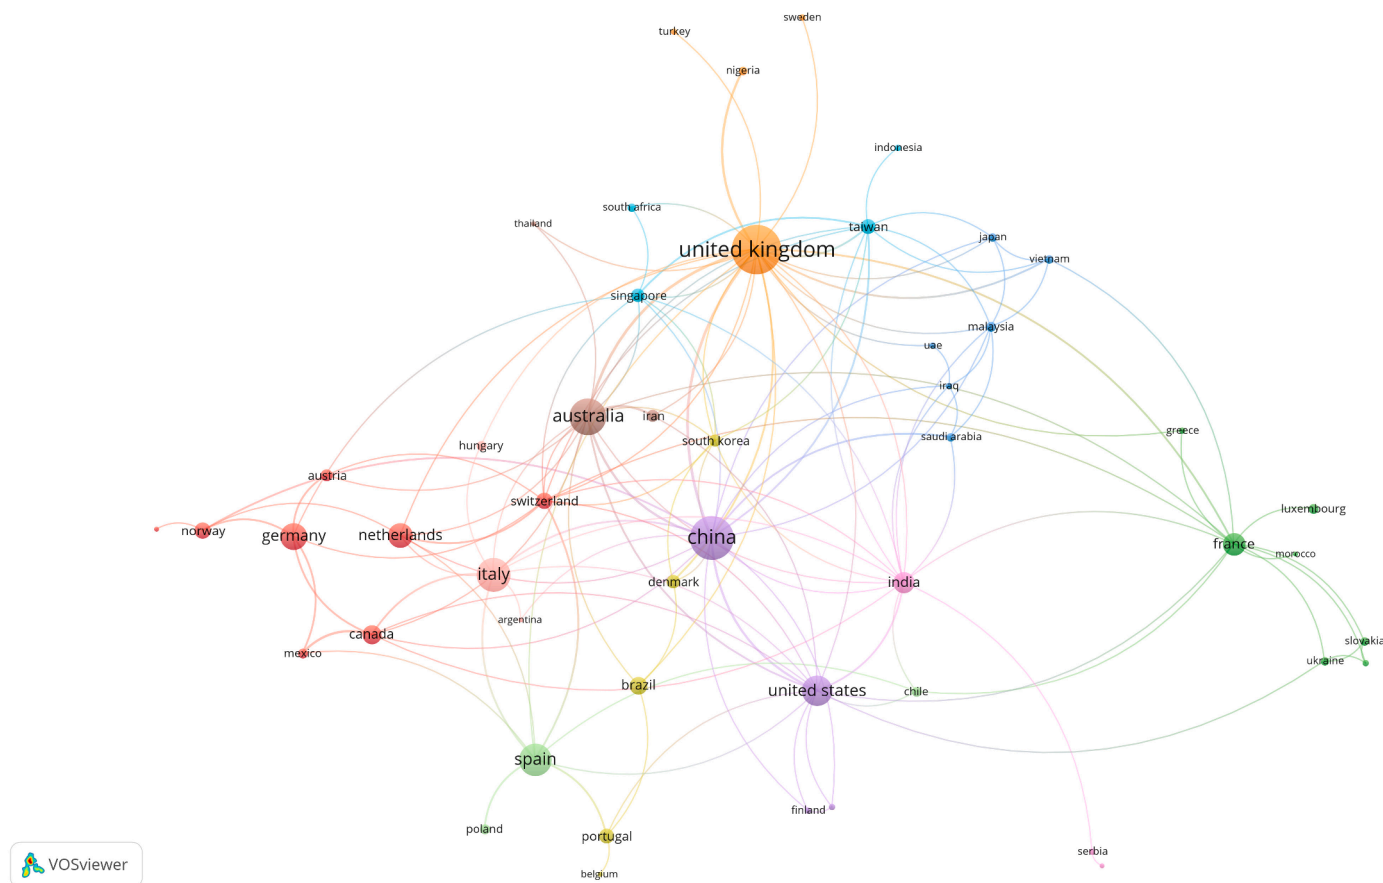 sweden
turkey
nigeria
indonesia
south africa
thailand
taiwan
japan
united kingdom
vietnam
singapore
malaysia
uae
iraq
australia
iran
greece
south korea
saudi arabia
hungary
austria
switzerland
luxembourg
norway
germany
netherlands
china
france
morocco
italy
denmark
india
argentina
canada
slovakia
mexico
ukraine
brazil
united states
chile
spain
finland
poland
portugal
serbia
belgium
VOSviewer